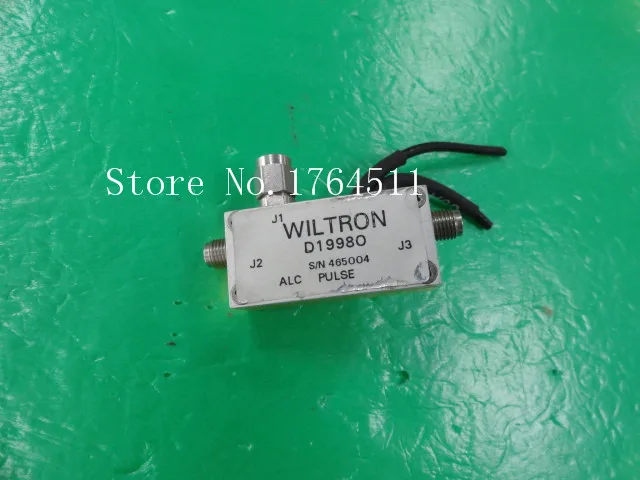 Store No.1764511
J1
WILTRON
D19980
J2
J3
S/N 465004
ALC PULSE